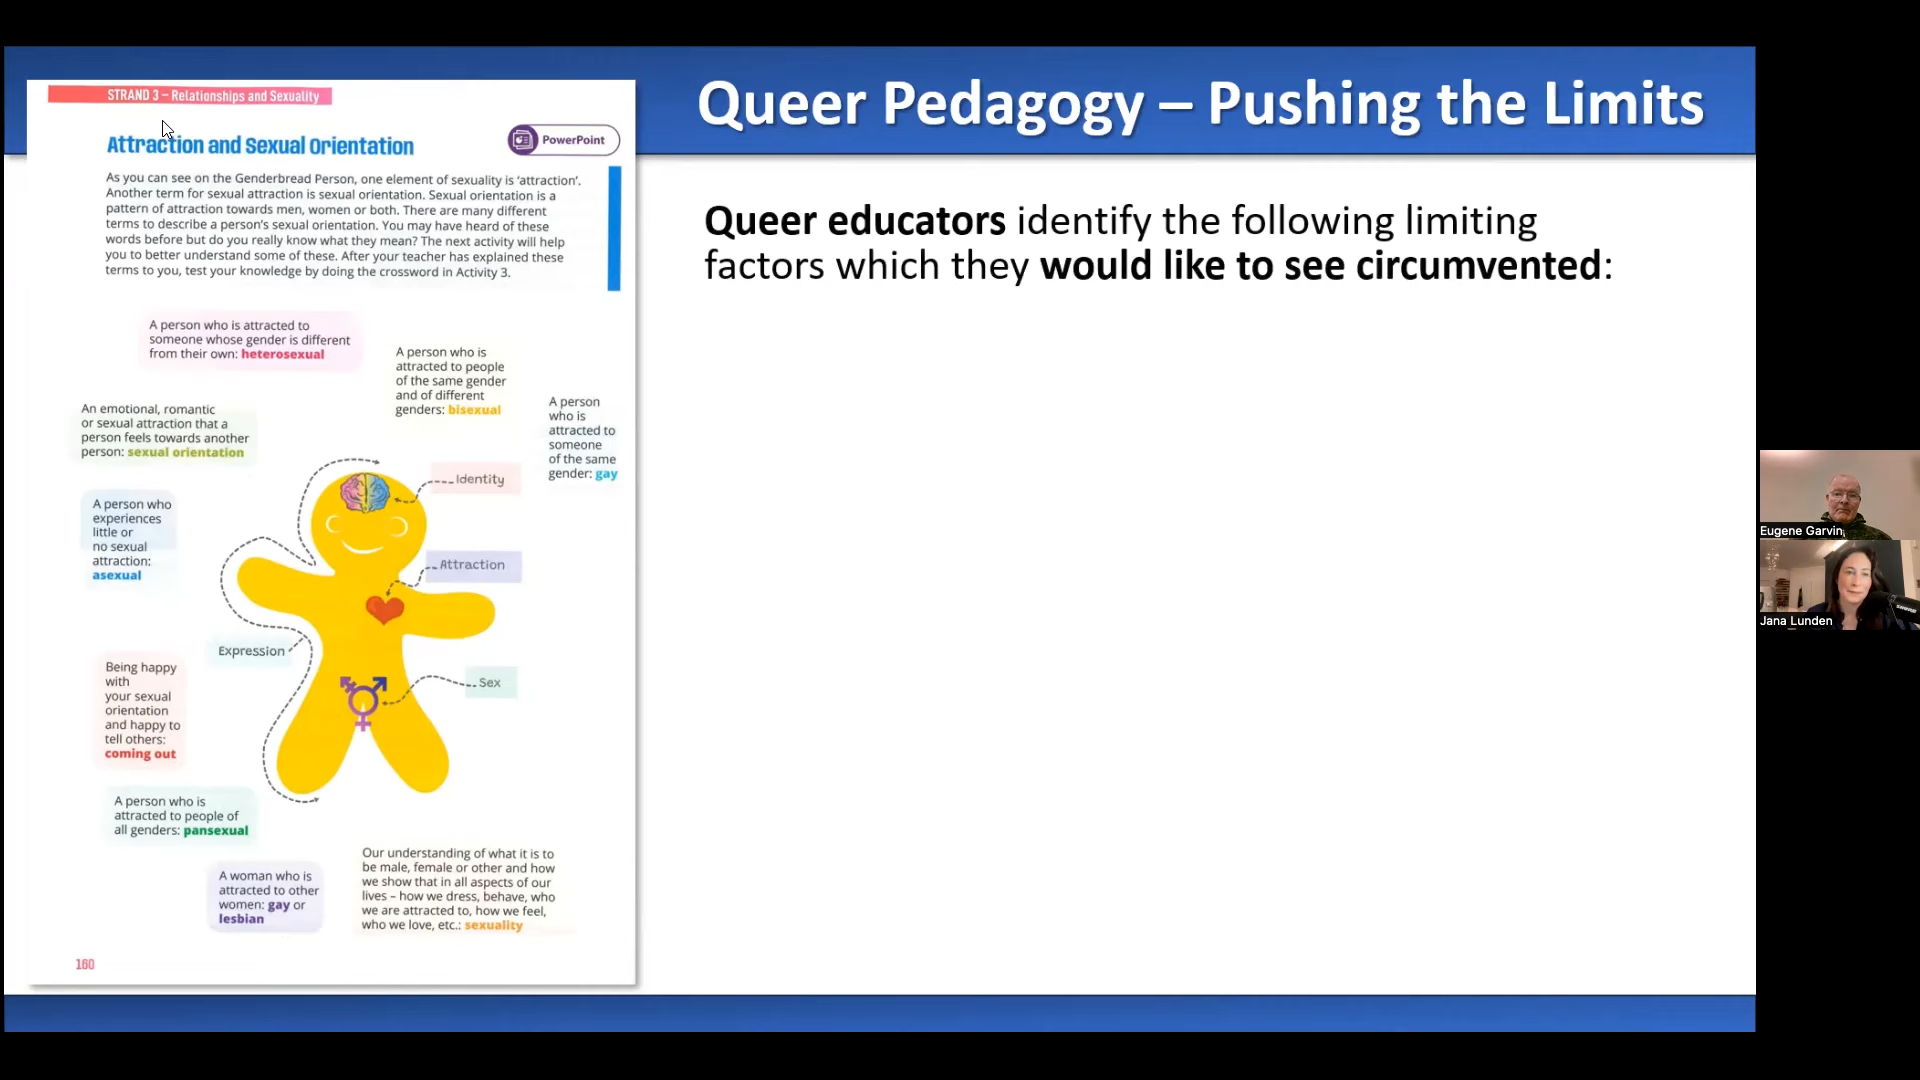 STRAND 3 – Relationships and Sexuality
Attraction and Sexual Orientation
PowerPoint
As you can see on the Genderbread Person, one element of sexuality is ‘attraction’.
Another term for sexual attraction is sexual orientation. Sexual orientation is a
pattern of attraction towards men, women or both. There are many different
terms to describe a person’s sexual orientation. You may have heard of these
words before but do you really know what they mean? The next activity will help
you to better understand some of these. After your teacher has explained these
terms to you, test your knowledge by doing the crossword in Activity 3.
A person who is attracted to
someone whose gender is different
from their own: heterosexual
A person who is
attracted to people
of the same gender
and of different
genders: bisexual
A person
who is
attracted to
someone
of the same
gender: gay
An emotional, romantic
or sexual attraction that a
person feels towards another
person: sexual orientation
A person who
experiences
little or
no sexual
attraction:
asexual
Identity
Attraction
Expression
Sex
Being happy
with
your sexual
orientation
and happy to
tell others:
coming out
A person who is
attracted to people of
all genders: pansexual
A woman who is
attracted to other
women: gay or
lesbian
Our understanding of what it is to
be male, female or other and how
we show that in all aspects of our
lives – how we dress, behave, who
we are attracted to, how we feel,
who we love, etc.: sexuality
160
Queer Pedagogy – Pushing the Limits
Queer educators identify the following limiting
factors which they would like to see circumvented:
Eugene Garvin
Jana Lunden
SHURE